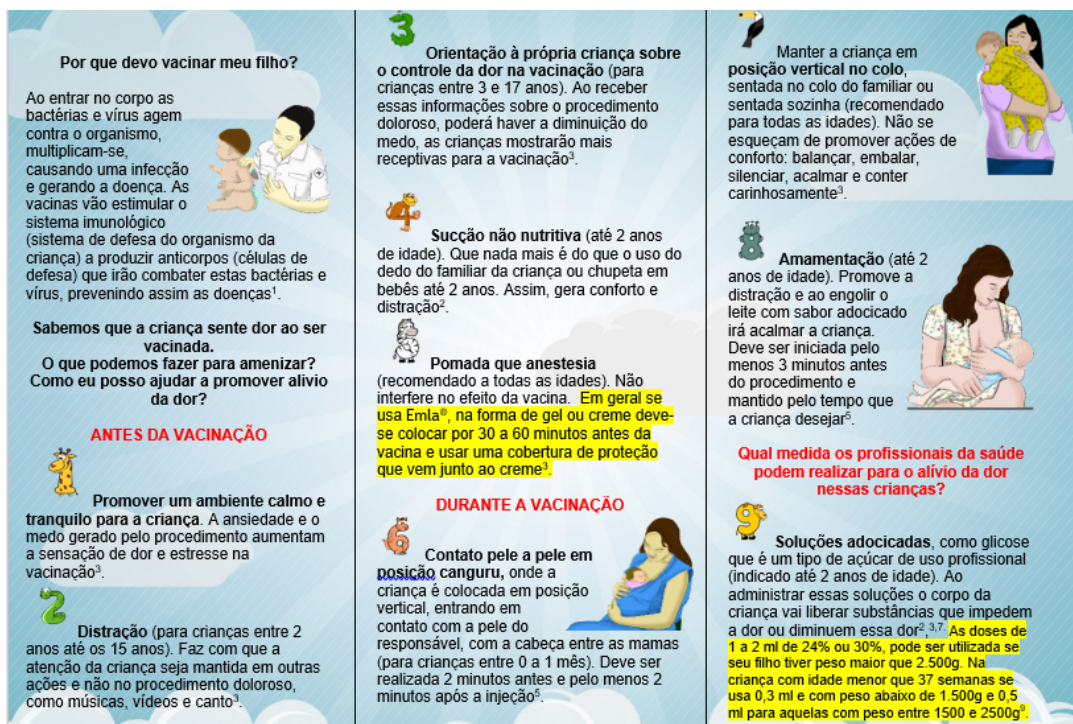 Por que devo vacinar meu filho?
Ao entrar no corpo as
bactérias e vírus agem
contra o organismo,
multiplicam-se,
causando uma infecção
e gerando a doença. As
vacinas vão estimular o
sistema imunológico
(sistema de defesa do organismo da
criança) a produzir anticorpos (células de
defesa) que irão combater estas bactérias e
vírus, prevenindo assim as doenças¹.
Sabemos que a criança sente dor ao ser
vacinada.
O que podemos fazer para amenizar?
Como eu posso ajudar a promover alivio
da dor?
ANTES DA VACINAÇÃO
Promover um ambiente calmo e
tranquilo para a criança. A ansiedade e o
medo gerado pelo procedimento aumentam
a sensação de dor e estresse na
vacinação³.
2
Distração (para crianças entre 2
anos até os 15 anos). Faz com que a
atenção da criança seja mantida em outras
ações e não no procedimento doloroso,
como músicas, vídeos e canto³.
3
Orientação à própria criança sobre
o controle da dor na vacinação (para
crianças entre 3 e 17 anos). Ao receber
essas informações sobre o procedimento
doloroso, poderá haver a diminuição do
medo, as crianças mostrarão mais
receptivas para a vacinação³.
4
Sucção não nutritiva (até 2 anos
de idade). Que nada mais é do que o uso do
dedo do familiar da criança ou chupeta em
bebês até 2 anos. Assim, gera conforto e
distração².
Pomada que anestesia
(recomendado a todas as idades). Não
interfere no efeito da vacina. Em geral se
usa Emla®, na forma de gel ou creme deve-
se colocar por 30 a 60 minutos antes da
vacina e usar uma cobertura de proteção
que vem junto ao creme³.
DURANTE A VACINAÇÃO
6
Contato pele a pele em
posição canguru, onde a
criança é colocada em posição
vertical, entrando em
contato com a pele do
responsável, com a cabeça entre as mamas
(para crianças entre 0 a 1 mês). Deve ser
realizada 2 minutos antes e pelo menos 2
minutos após a injeção⁵.
7
Manter a criança em
posição vertical no colo,
sentada no colo do familiar ou
sentada sozinha (recomendado
para todas as idades). Não se
esqueçam de promover ações de
conforto: balançar, embalar,
silenciar, acalmar e conter
carinhosamente³.
8
Amamentação (até 2
anos de idade). Promove a
distração e ao engolir o
leite com sabor adocicado
irá acalmar a criança.
Deve ser iniciada pelo
menos 3 minutos antes
do procedimento e
mantido pelo tempo que
a criança desejar⁵.
Qual medida os profissionais da saúde
podem realizar para o alívio da dor
nessas crianças?
9
Soluções adocicadas, como glicose
que é um tipo de açúcar de uso profissional
(indicado até 2 anos de idade). Ao
administrar essas soluções o corpo da
criança vai liberar substâncias que impedem
a dor ou diminuem essa dor²,³,⁷. As doses de
1 a 2 ml de 24% ou 30%, pode ser utilizada se
seu filho tiver peso maior que 2.500g. Na
criança com idade menor que 37 semanas se
usa 0,3 ml e com peso abaixo de 1.500g e 0,5
ml para aquelas com peso entre 1500 e 2500g⁹.